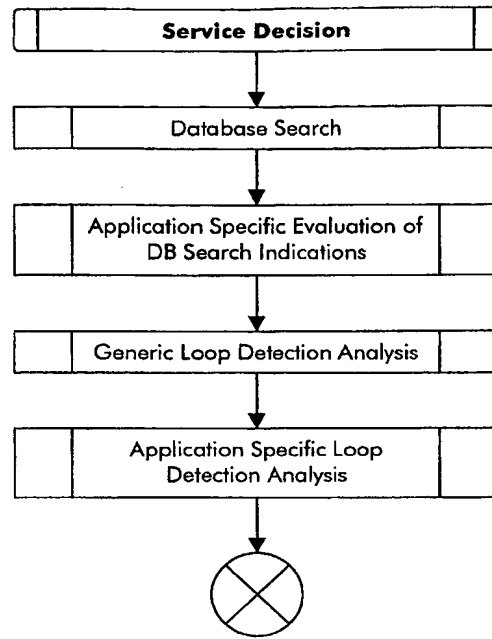 Service Decision
Database Search
Application Specific Evaluation of
DB Search Indications
Generic Loop Detection Analysis
Application Specific Loop
Detection Analysis